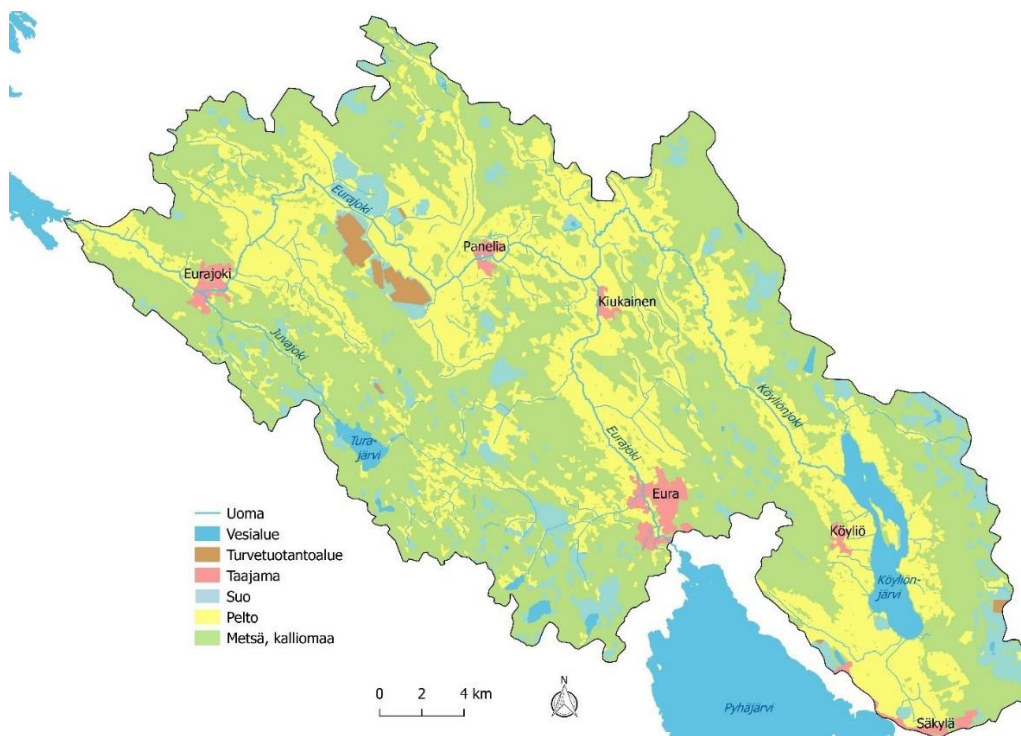 Eurajoki
Panelia
Eurajoki
Kiukainen
Juvajoki
Köyliönjoki
Eurajoki
Tura-
järvi
Eura
Köyliö
Köyliön-
järvi
Uoma
Vesialue
Turvetuotantoalue
Taajama
Suo
Pelto
Metsä, kalliomaa
0 2 4 km
N
Pyhäjärvi
Säkylä